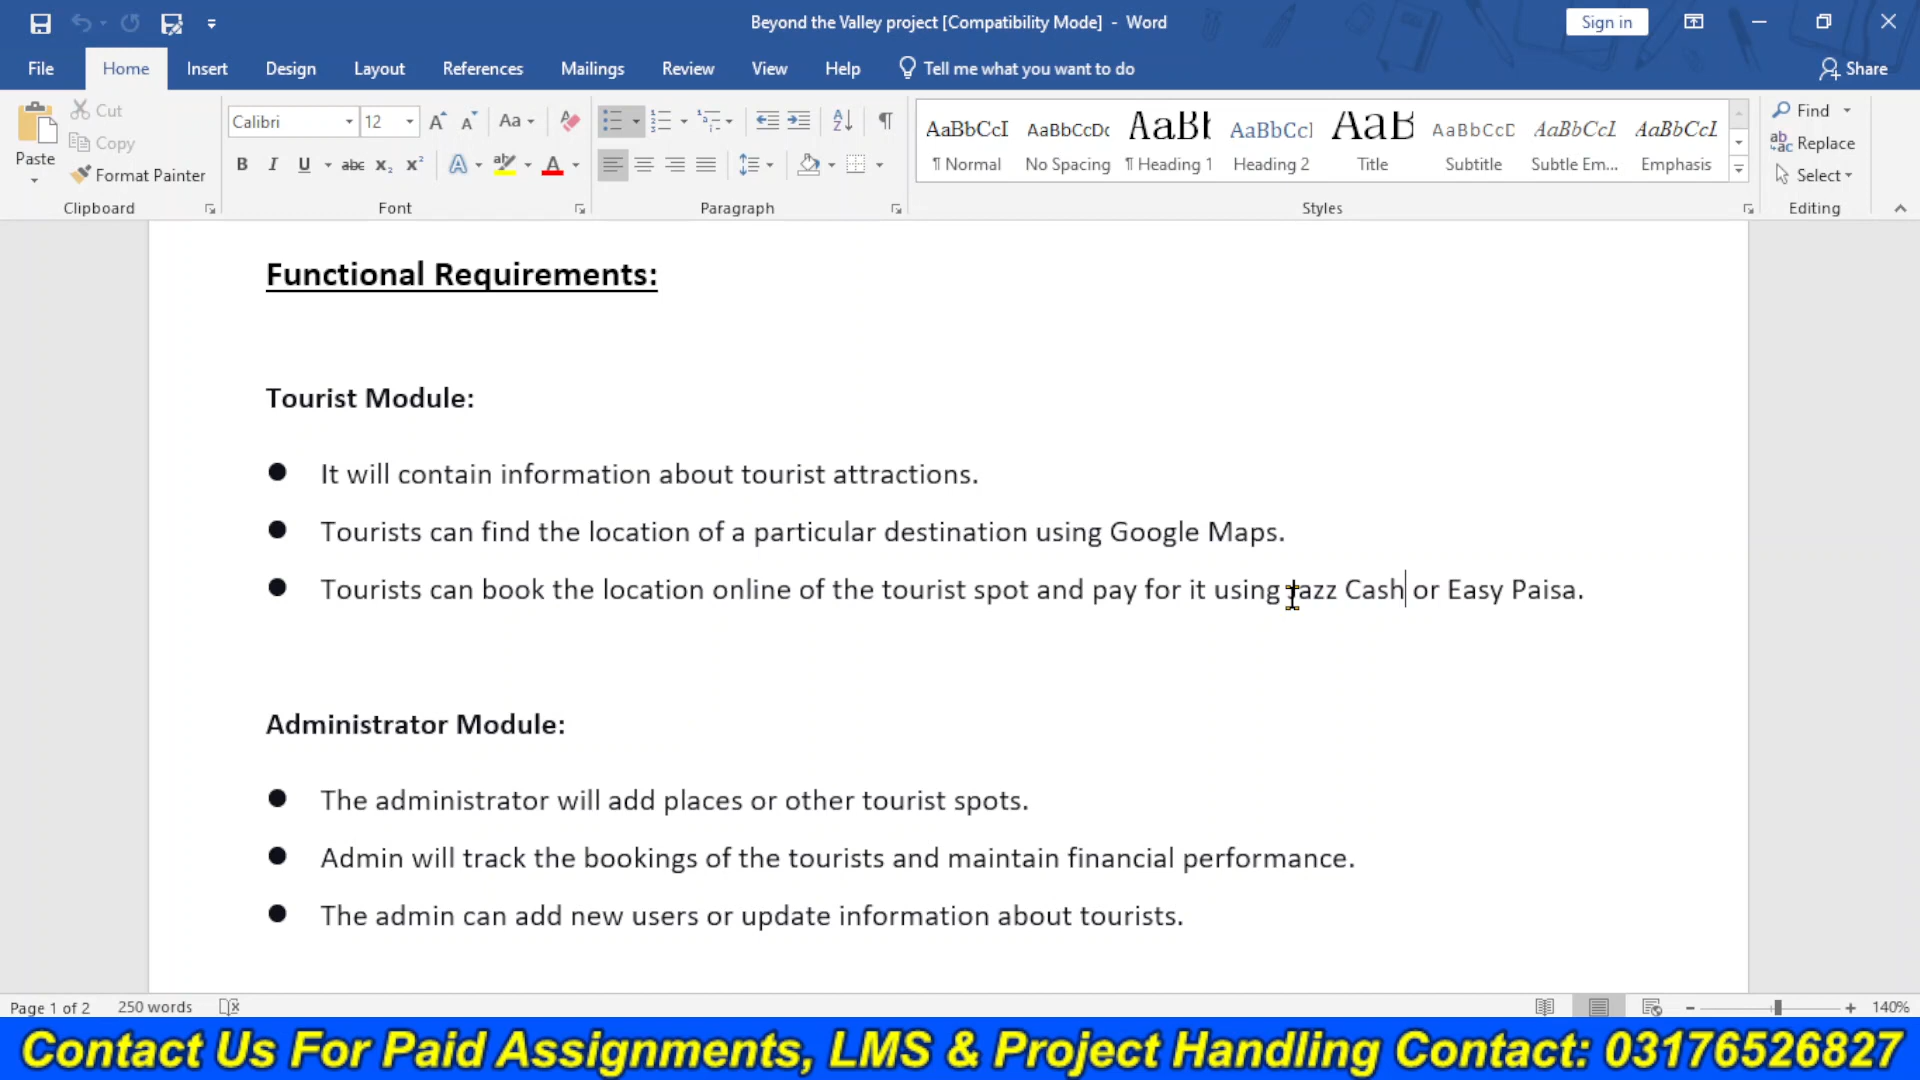 Beyond the Valley project [Compatibility Mode] - Word
Sign in
File Home Insert Design Layout References Mailings Review View Help Tell me what you want to do Share
Paste
Cut
Copy
Format Painter
Clipboard
Calibri 12
Font
Paragraph
AaBbCcI AaBbCcDc AaBl AaBbCcl AaB AaBbCcD AaBbCcL AaBbCcL
¶ Normal No Spacing ¶ Heading 1 Heading 2 Title Subtitle Subtle Em... Emphasis
Styles
Find
Replace
Select
Editing
Functional Requirements:
Tourist Module:
● It will contain information about tourist attractions.
● Tourists can find the location of a particular destination using Google Maps.
● Tourists can book the location online of the tourist spot and pay for it using Jazz Cash or Easy Paisa.
Administrator Module:
● The administrator will add places or other tourist spots.
● Admin will track the bookings of the tourists and maintain financial performance.
● The admin can add new users or update information about tourists.
Page 1 of 2 250 words 140%
Contact Us For Paid Assignments, LMS & Project Handling Contact: 03176526827